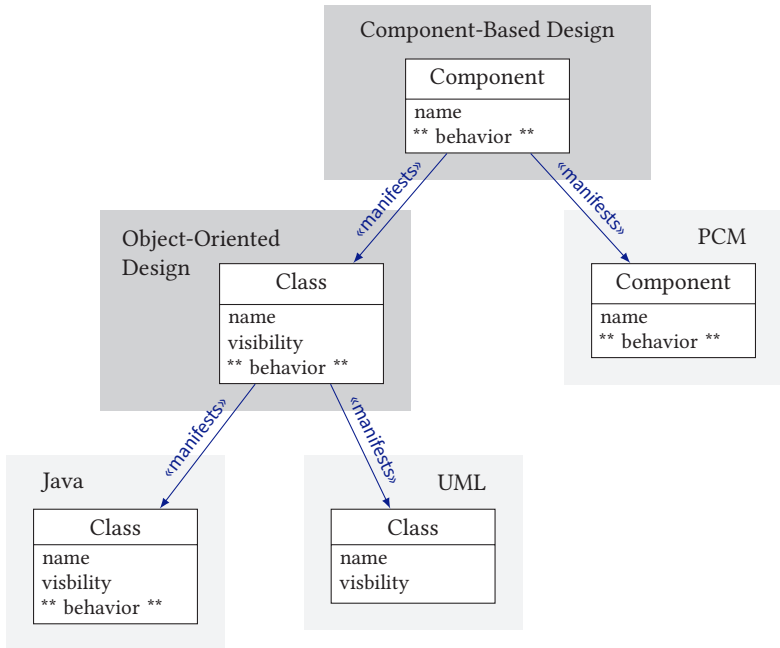 Component-Based Design
Component
name
** behavior **
«manifests»
«manifests»
Object-Oriented
Design
Class
name
visibility
** behavior **
PCM
Component
name
** behavior **
«manifests»
«manifests»
Java
Class
name
visbility
** behavior **
UML
Class
name
visbility